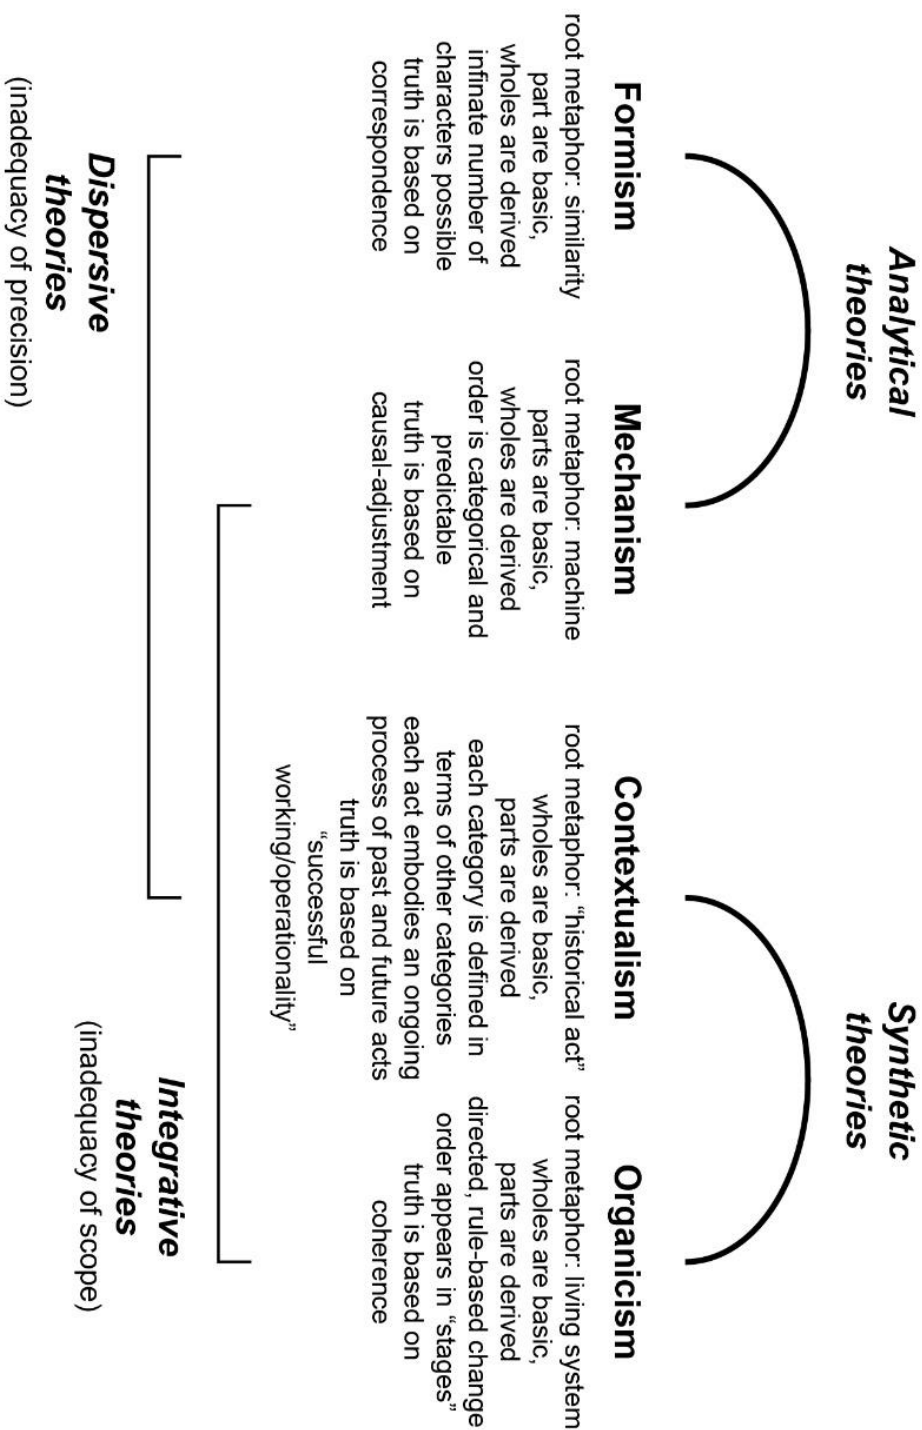 Analytical
theories
Synthetic
theories
Formism
root metaphor: similarity
part are basic,
wholes are derived
infinate number of
characters possible
truth is based on
correspondence
Mechanism
root metaphor: machine
parts are basic,
wholes are derived
order is categorical and
predictable
truth is based on
causal-adjustment
Contextualism
root metaphor: “historical act”
wholes are basic,
parts are derived
each category is defined in
terms of other categories
each act embodies an ongoing
process of past and future acts
truth is based on
“successful
working/operationality”
Organicism
root metaphor: living system
wholes are basic,
parts are derived
directed, rule-based change
order appears in “stages”
truth is based on
coherence
Dispersive
theories
(inadequacy of precision)
Integrative
theories
(inadequacy of scope)